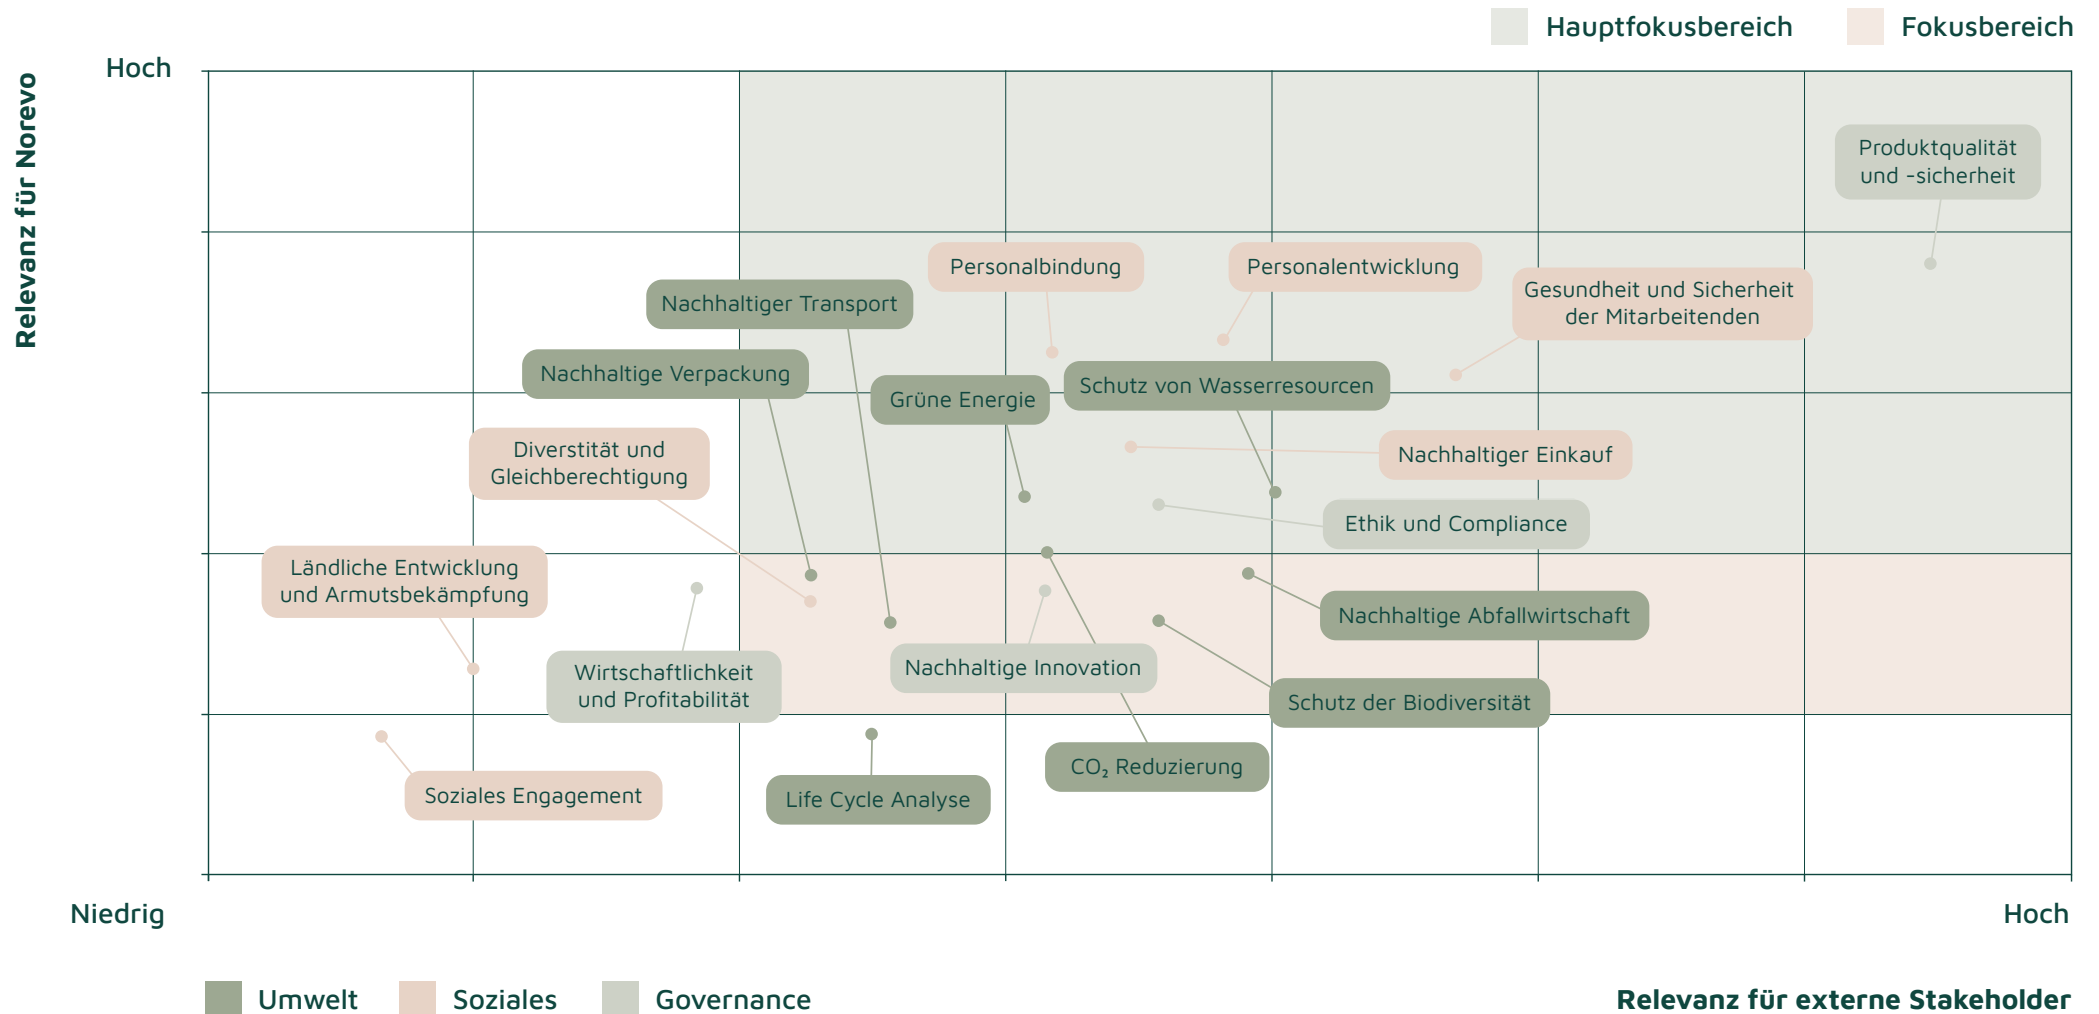 Hauptfokusbereich
Fokusbereich
Hoch
Relevanz für Norevo
Produktqualität
und -sicherheit
Personalbindung
Personalentwicklung
Gesundheit und Sicherheit
der Mitarbeitenden
Nachhaltiger Transport
Nachhaltige Verpackung
Grüne Energie
Schutz von Wasserresourcen
Diverstität und
Gleichberechtigung
Nachhaltiger Einkauf
Ethik und Compliance
Ländliche Entwicklung
und Armutsbekämpfung
Nachhaltige Abfallwirtschaft
Wirtschaftlichkeit
und Profitabilität
Nachhaltige Innovation
Schutz der Biodiversität
CO₂ Reduzierung
Soziales Engagement
Life Cycle Analyse
Niedrig
Hoch
Umwelt
Soziales
Governance
Relevanz für externe Stakeholder